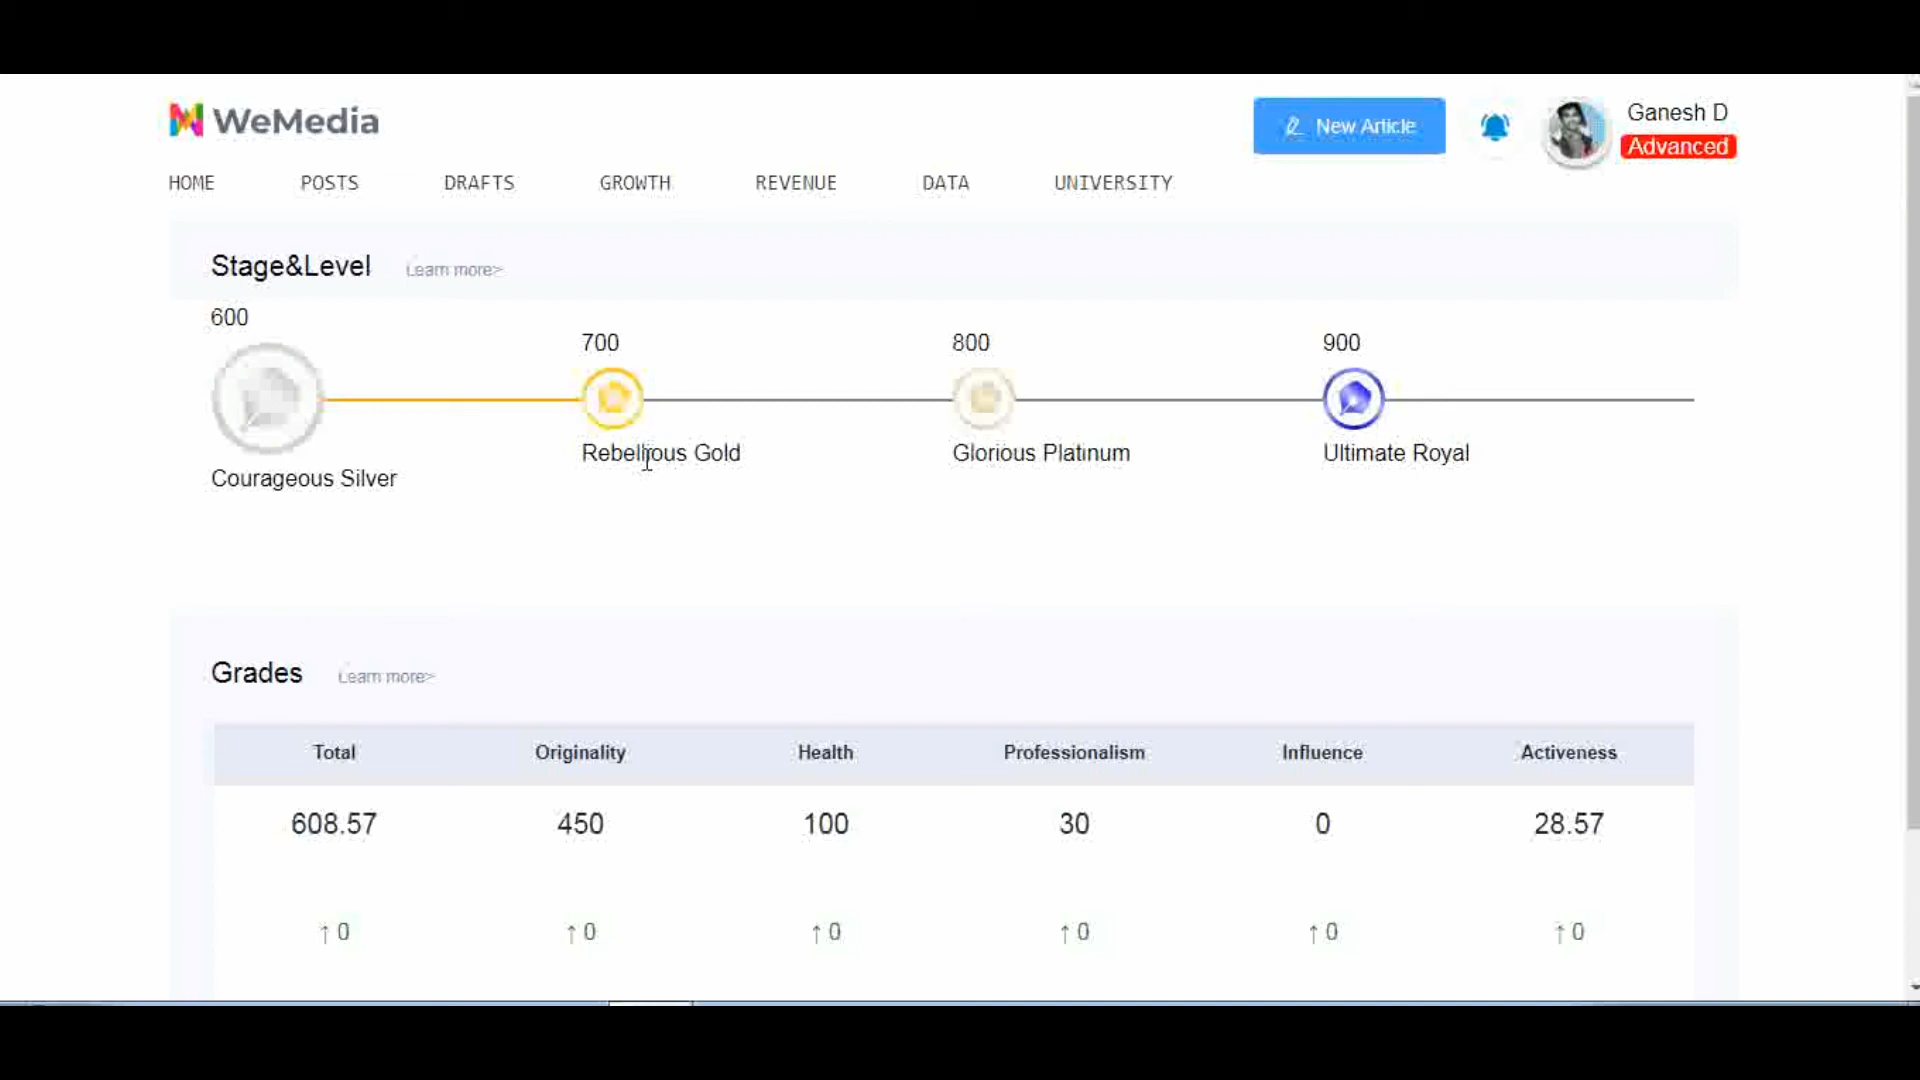 WeMedia
New Article
Ganesh D
Advanced
HOME POSTS DRAFTS GROWTH REVENUE DATA UNIVERSITY
Stage&Level Learn more>
600
700
800
900
Rebellious Gold
Glorious Platinum
Ultimate Royal
Courageous Silver
Grades Learn more>
Total Originality Health Professionalism Influence Activeness
608.57 450 100 30 0 28.57
↑ 0 ↑ 0 ↑ 0 ↑ 0 ↑ 0 ↑ 0